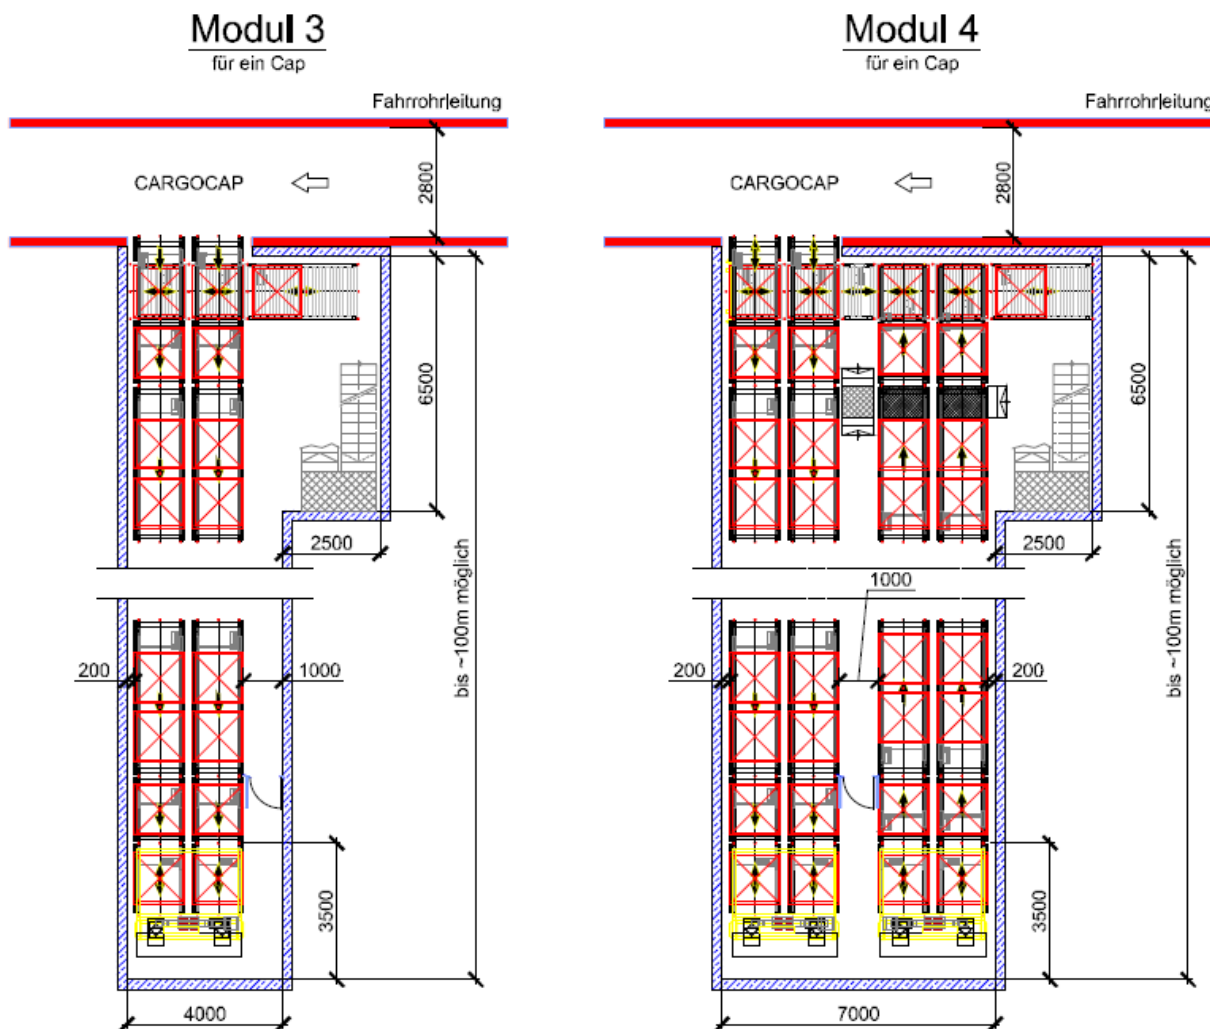 Modul 3
für ein Cap
Fahrrohrleitung
CARGOCAP
2800
6500
2500
bis ~100m möglich
200
1000
3500
4000
Modul 4
für ein Cap
Fahrrohrleitung
CARGOCAP
2800
6500
2500
1000
bis ~100m möglich
200
200
3500
7000